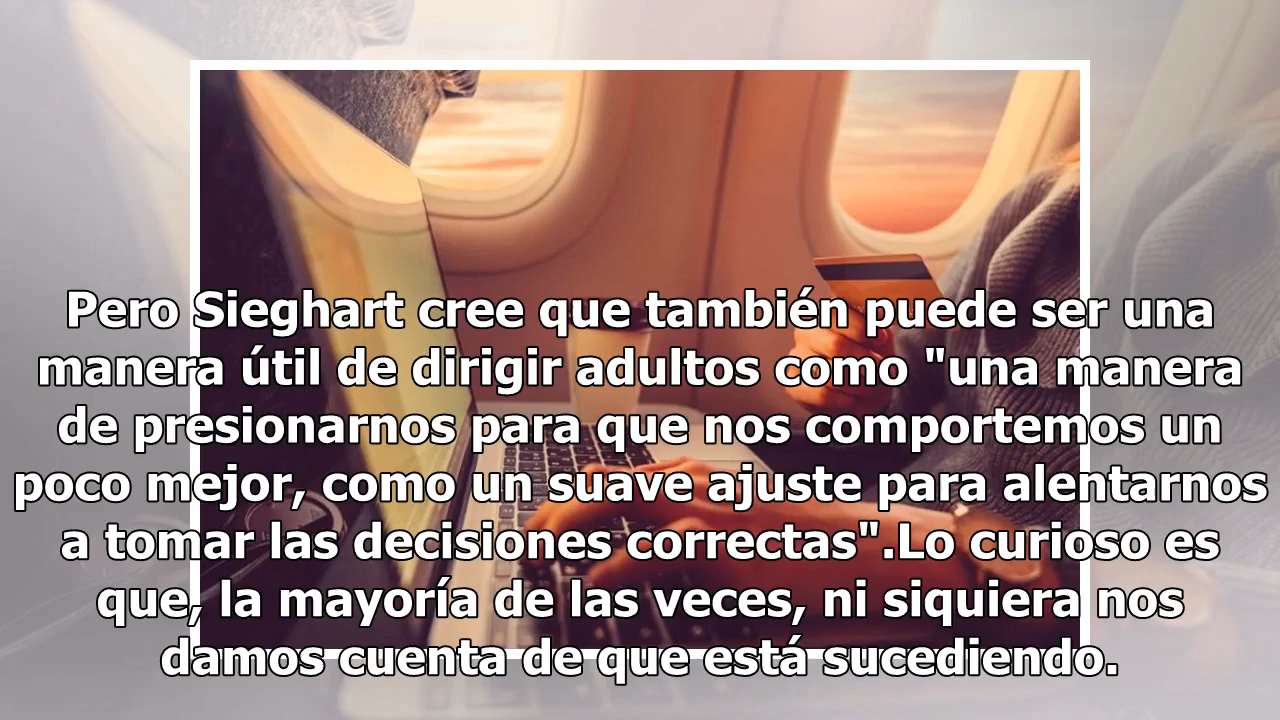 Pero Sieghart cree que también puede ser una
manera útil de dirigir adultos como "una manera
de presionarnos para que nos comportemos un
poco mejor, como un suave ajuste para alentarnos
a tomar las decisiones correctas".Lo curioso es
que, la mayoría de las veces, ni siquiera nos
damos cuenta de que está sucediendo.